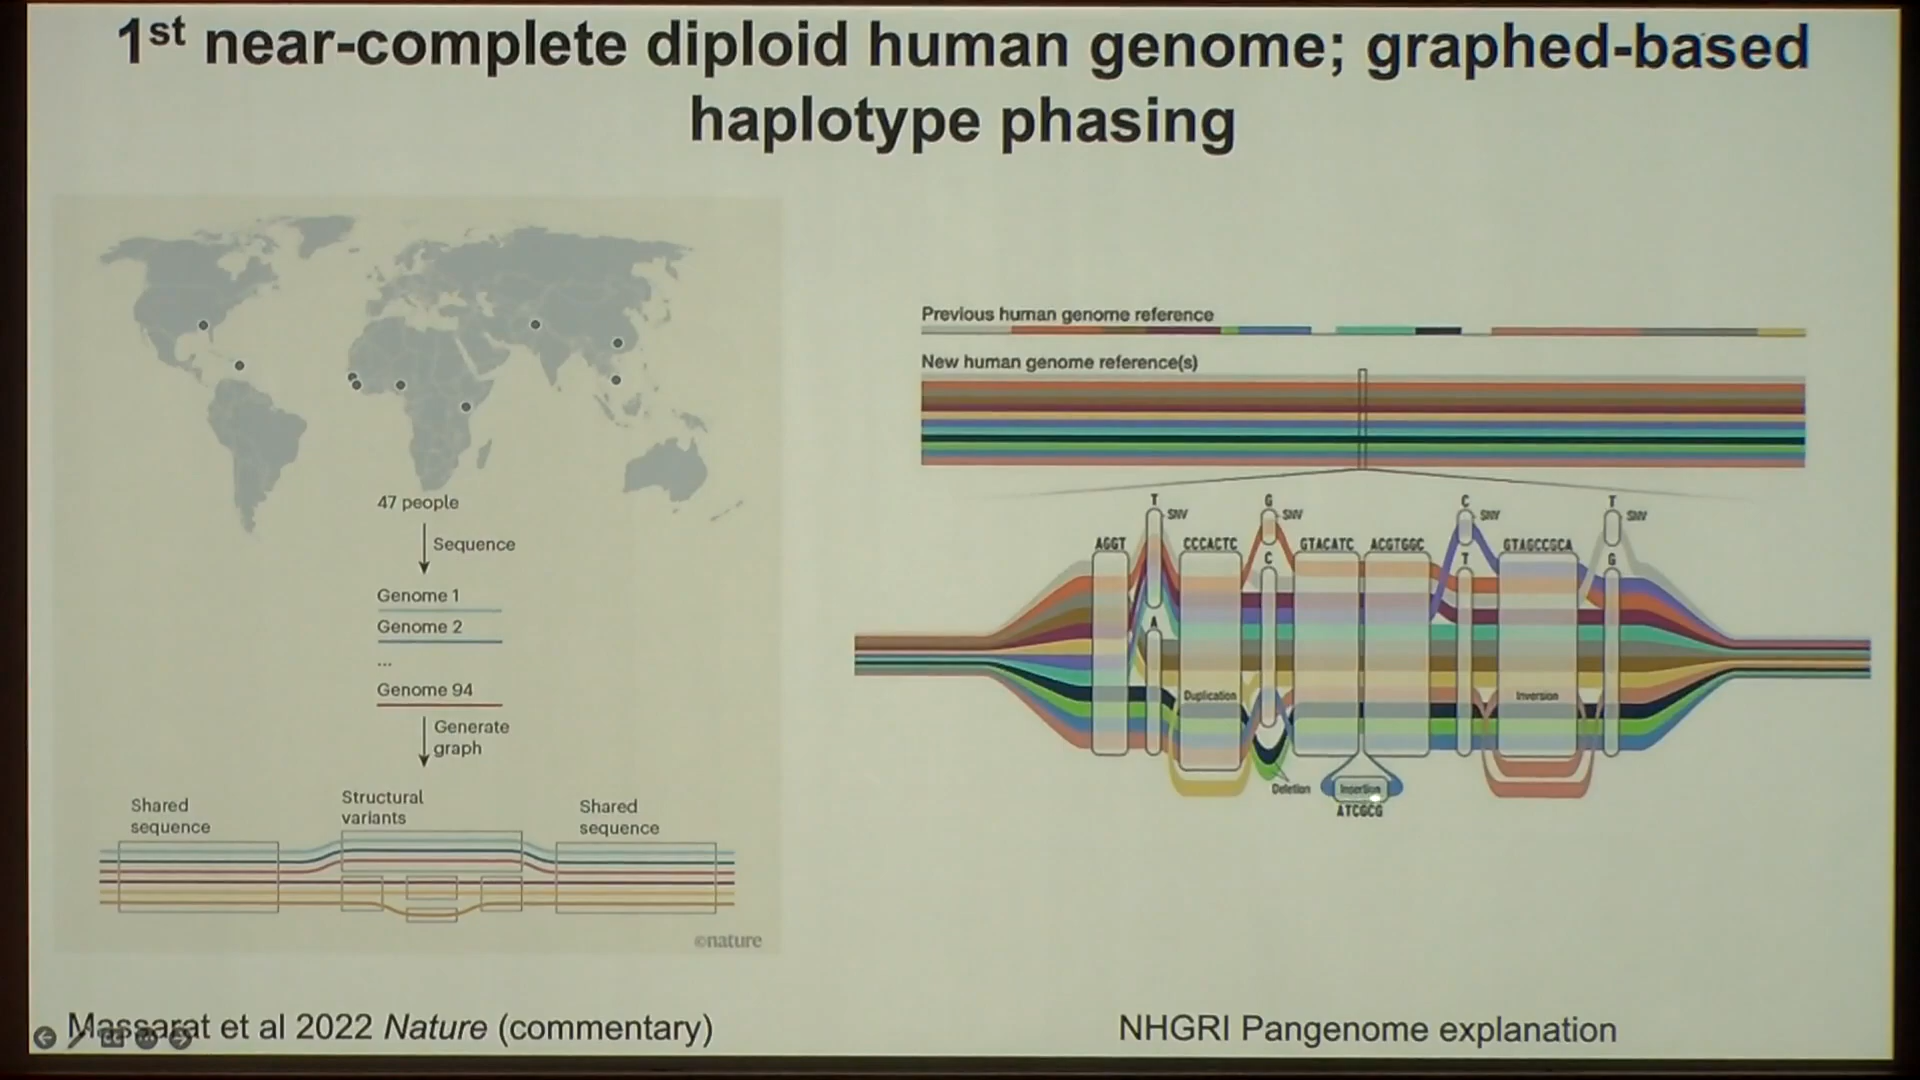 1st near-complete diploid human genome; graphed-based
haplotype phasing
47 people
Sequence
Genome 1
Genome 2
...
Genome 94
Generate
graph
Shared
sequence
Structural
variants
Shared
sequence
©nature
Massarat et al 2022 Nature (commentary)
Previous human genome reference
New human genome reference(s)
T
SNV
G
SNV
C
SNV
T
SNV
AGGT
CCCACTC
C
GTACATC
ACGTGGC
T
GTAGCCGCA
G
A
Duplication
Inversion
Deletion
Insertion
ATCGCG
NHGRI Pangenome explanation